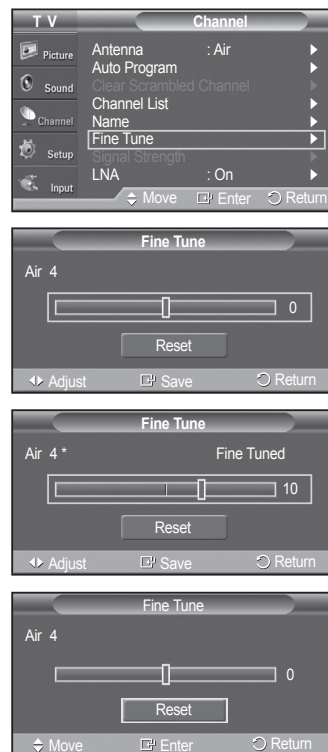 T V
Channel
Picture
Sound
Channel
Setup
Input
Antenna : Air
Auto Program
Clear Scrambled Channel
Channel List
Name
Fine Tune
Signal Strength
LNA : On
Move Enter Return
Fine Tune
Air 4
0
Reset
Adjust Save Return
Fine Tune
Air 4 * Fine Tuned
10
Reset
Adjust Save Return
Fine Tune
Air 4
0
Reset
Move Enter Return